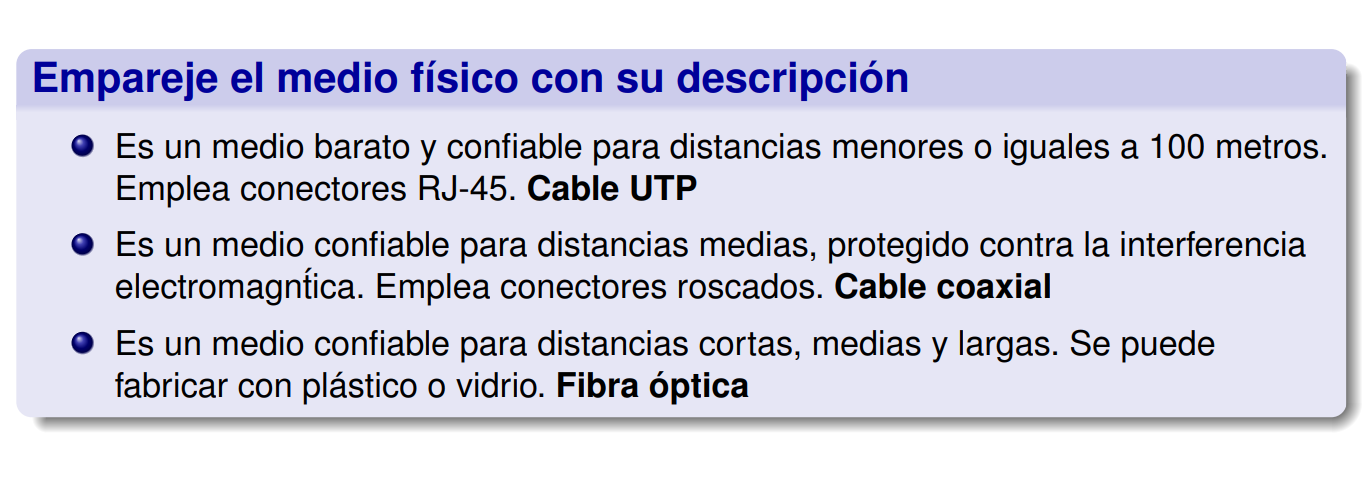 Empareje el medio físico con su descripción
Es un medio barato y confiable para distancias menores o iguales a 100 metros.
Emplea conectores RJ-45. Cable UTP
Es un medio confiable para distancias medias, protegido contra la interferencia
electromagnt́ica. Emplea conectores roscados. Cable coaxial
Es un medio confiable para distancias cortas, medias y largas. Se puede
fabricar con plástico o vidrio. Fibra óptica